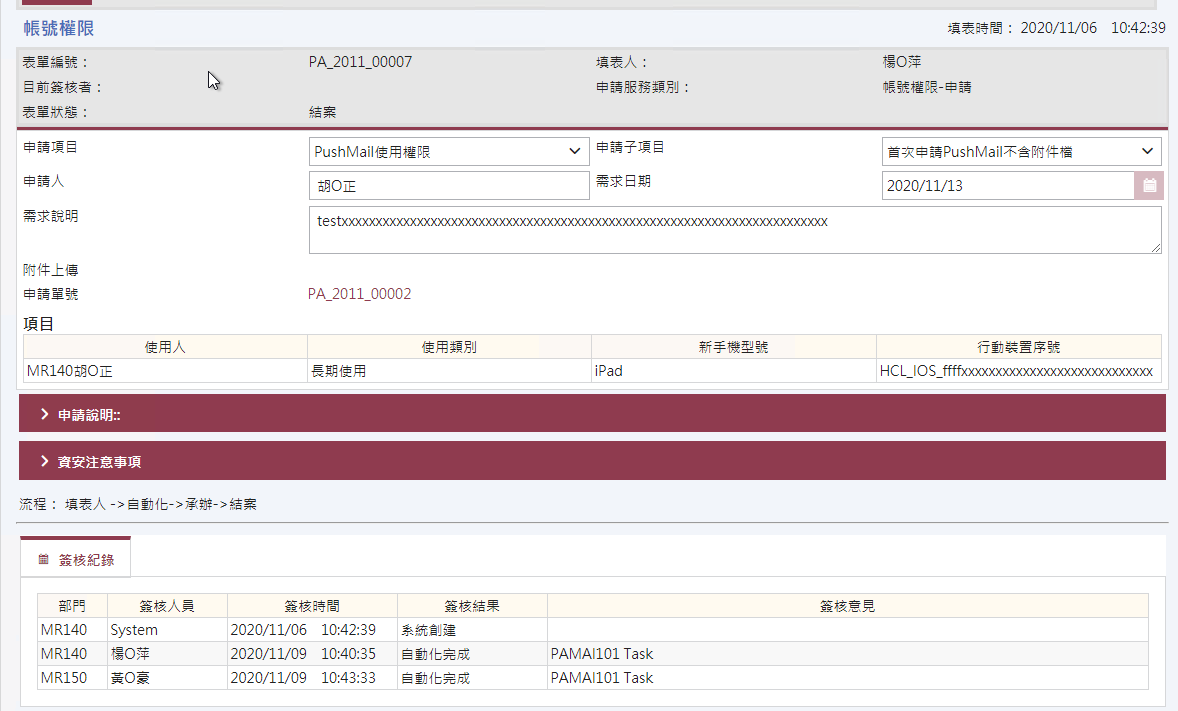 帳號權限 填表時間： 2020/11/06 10:42:39
表單編號： PA_2011_00007 填表人： 楊O萍
目前簽核者： 申請服務類別： 帳號權限-申請
表單狀態： 結案
申請項目 PushMail使用權限 申請子項目 首次申請PushMail不含附件檔
申請人 胡O正 需求日期 2020/11/13
需求說明 testxxxxxxxxxxxxxxxxxxxxxxxxxxxxxxxxxxxxxxxxxxxxxxxxxxxxxxxxxxxxxxxxxxxxxx
附件上傳
申請單號 PA_2011_00002
項目
使用人 使用類別 新手機型號 行動裝置序號
MR140胡O正 長期使用 iPad HCL_IOS_ffffxxxxxxxxxxxxxxxxxxxxxxxxxxxx
申請說明::
資安注意事項
流程： 填表人 ->自動化->承辦->結案
簽核紀錄
部門 簽核人員 簽核時間 簽核結果 簽核意見
MR140 System 2020/11/06 10:42:39 系統創建
MR140 楊O萍 2020/11/09 10:40:35 自動化完成 PAMAI101 Task
MR150 黃O豪 2020/11/09 10:43:33 自動化完成 PAMAI101 Task